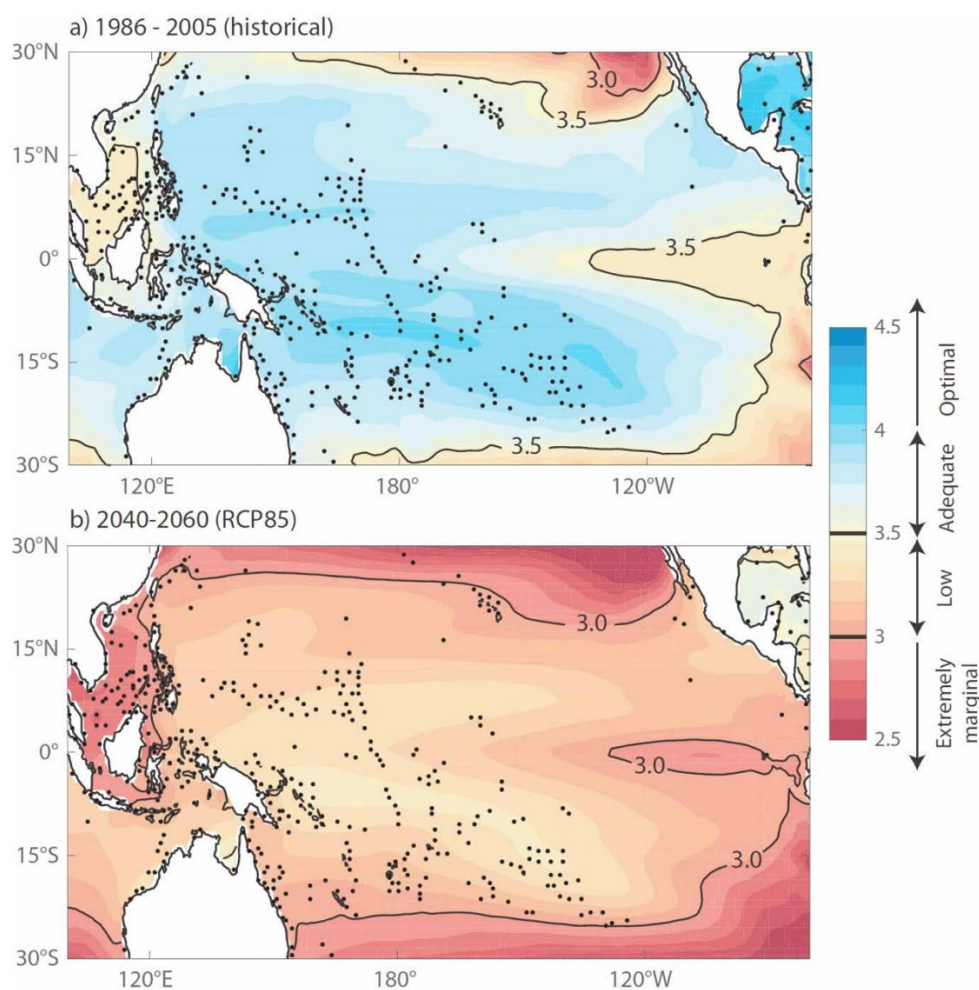 a) 1986 - 2005 (historical)
30°N
15°N
0°
15°S
30°S
3.0
3.5
3.5
3.5
120°E
180°
120°W
b) 2040-2060 (RCP85)
30°N
15°N
0°
15°S
30°S
3.0
3.0
3.0
120°E
180°
120°W
4.5
4
3.5
3
2.5
Optimal
Adequate
Low
Extremely
marginal